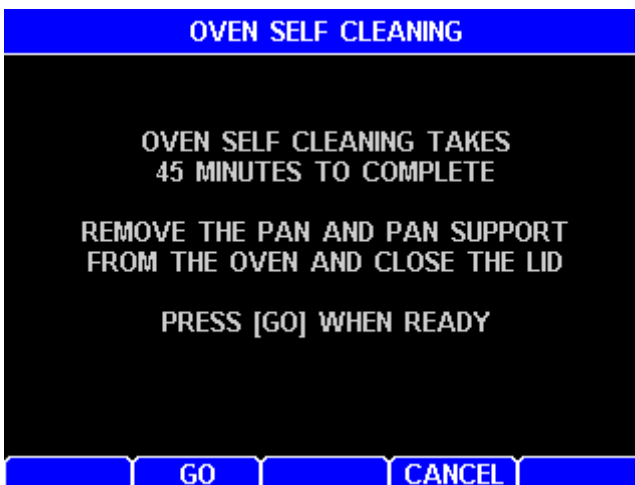 OVEN SELF CLEANING
OVEN SELF CLEANING TAKES
45 MINUTES TO COMPLETE
REMOVE THE PAN AND PAN SUPPORT
FROM THE OVEN AND CLOSE THE LID
PRESS [GO] WHEN READY
GO CANCEL